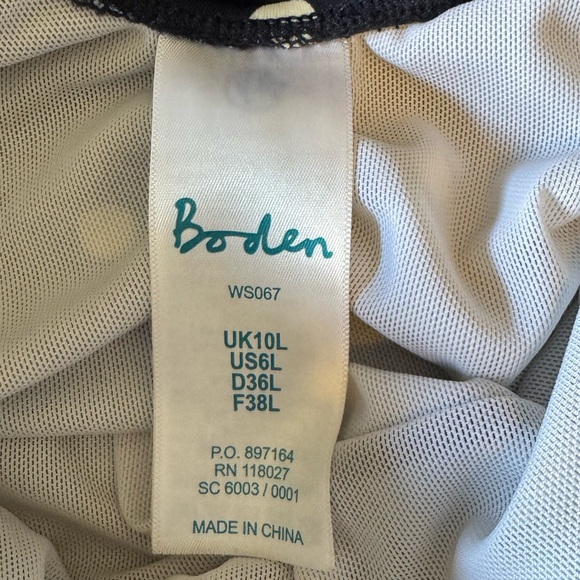 Boden
WS067
UK10L
US6L
D36L
F38L
P.O. 897164
RN 118027
SC 6003 / 0001
MADE IN CHINA